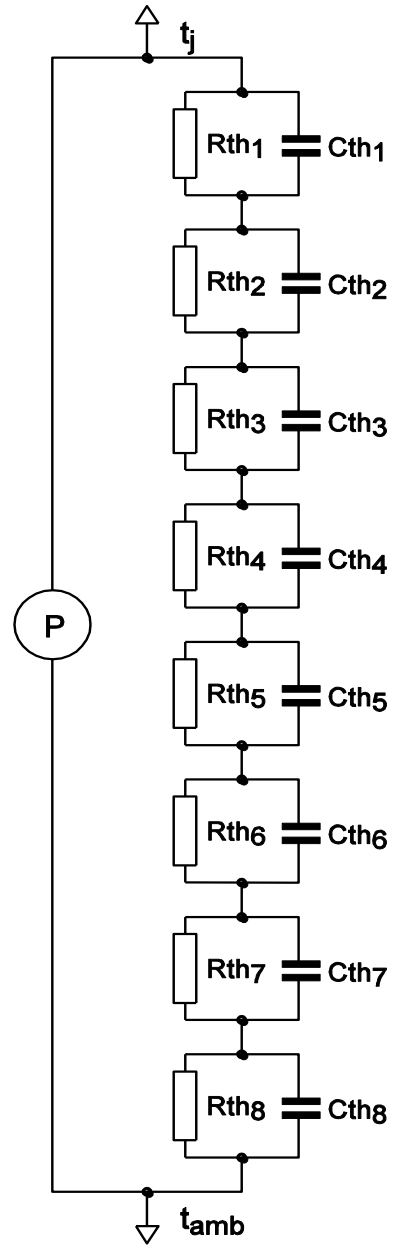 tj
Rth1 Cth1
Rth2 Cth2
Rth3 Cth3
Rth4 Cth4
P
Rth5 Cth5
Rth6 Cth6
Rth7 Cth7
Rth8 Cth8
tamb